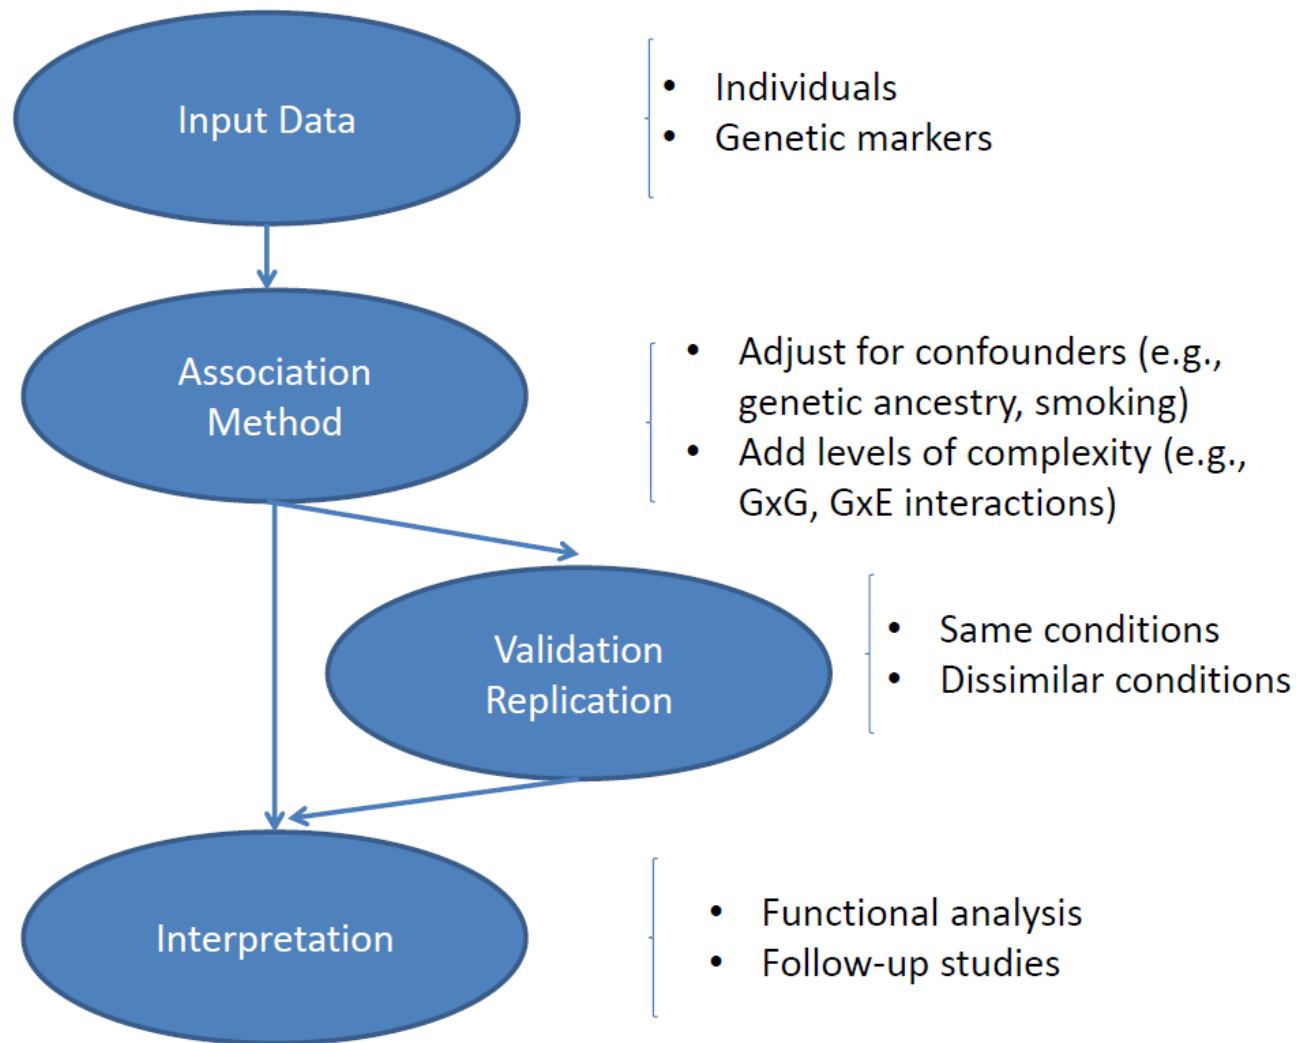 Input Data
• Individuals
• Genetic markers
Association
Method
• Adjust for confounders (e.g.,
genetic ancestry, smoking)
• Add levels of complexity (e.g.,
GxG, GxE interactions)
Validation
Replication
• Same conditions
• Dissimilar conditions
Interpretation
• Functional analysis
• Follow-up studies